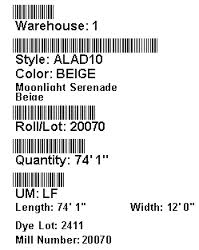 Warehouse: 1
Style: ALAD10
Color: BEIGE
Moonlight Serenade
Beige
Roll/Lot: 20070
Quantity: 74' 1"
UM: LF
Length: 74' 1" Width: 12' 0"
Dye Lot: 2411
Mill Number: 20070